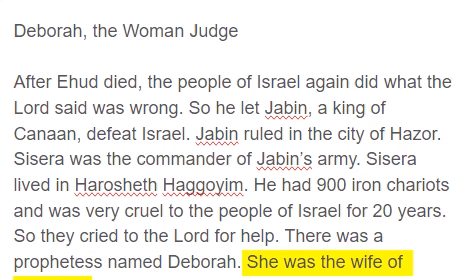 Deborah, the Woman Judge
After Ehud died, the people of Israel again did what the
Lord said was wrong. So he let Jabin, a king of
Canaan, defeat Israel. Jabin ruled in the city of Hazor.
Sisera was the commander of Jabin’s army. Sisera
lived in Harosheth Haggoyim. He had 900 iron chariots
and was very cruel to the people of Israel for 20 years.
So they cried to the Lord for help. There was a
prophetess named Deborah. She was the wife of